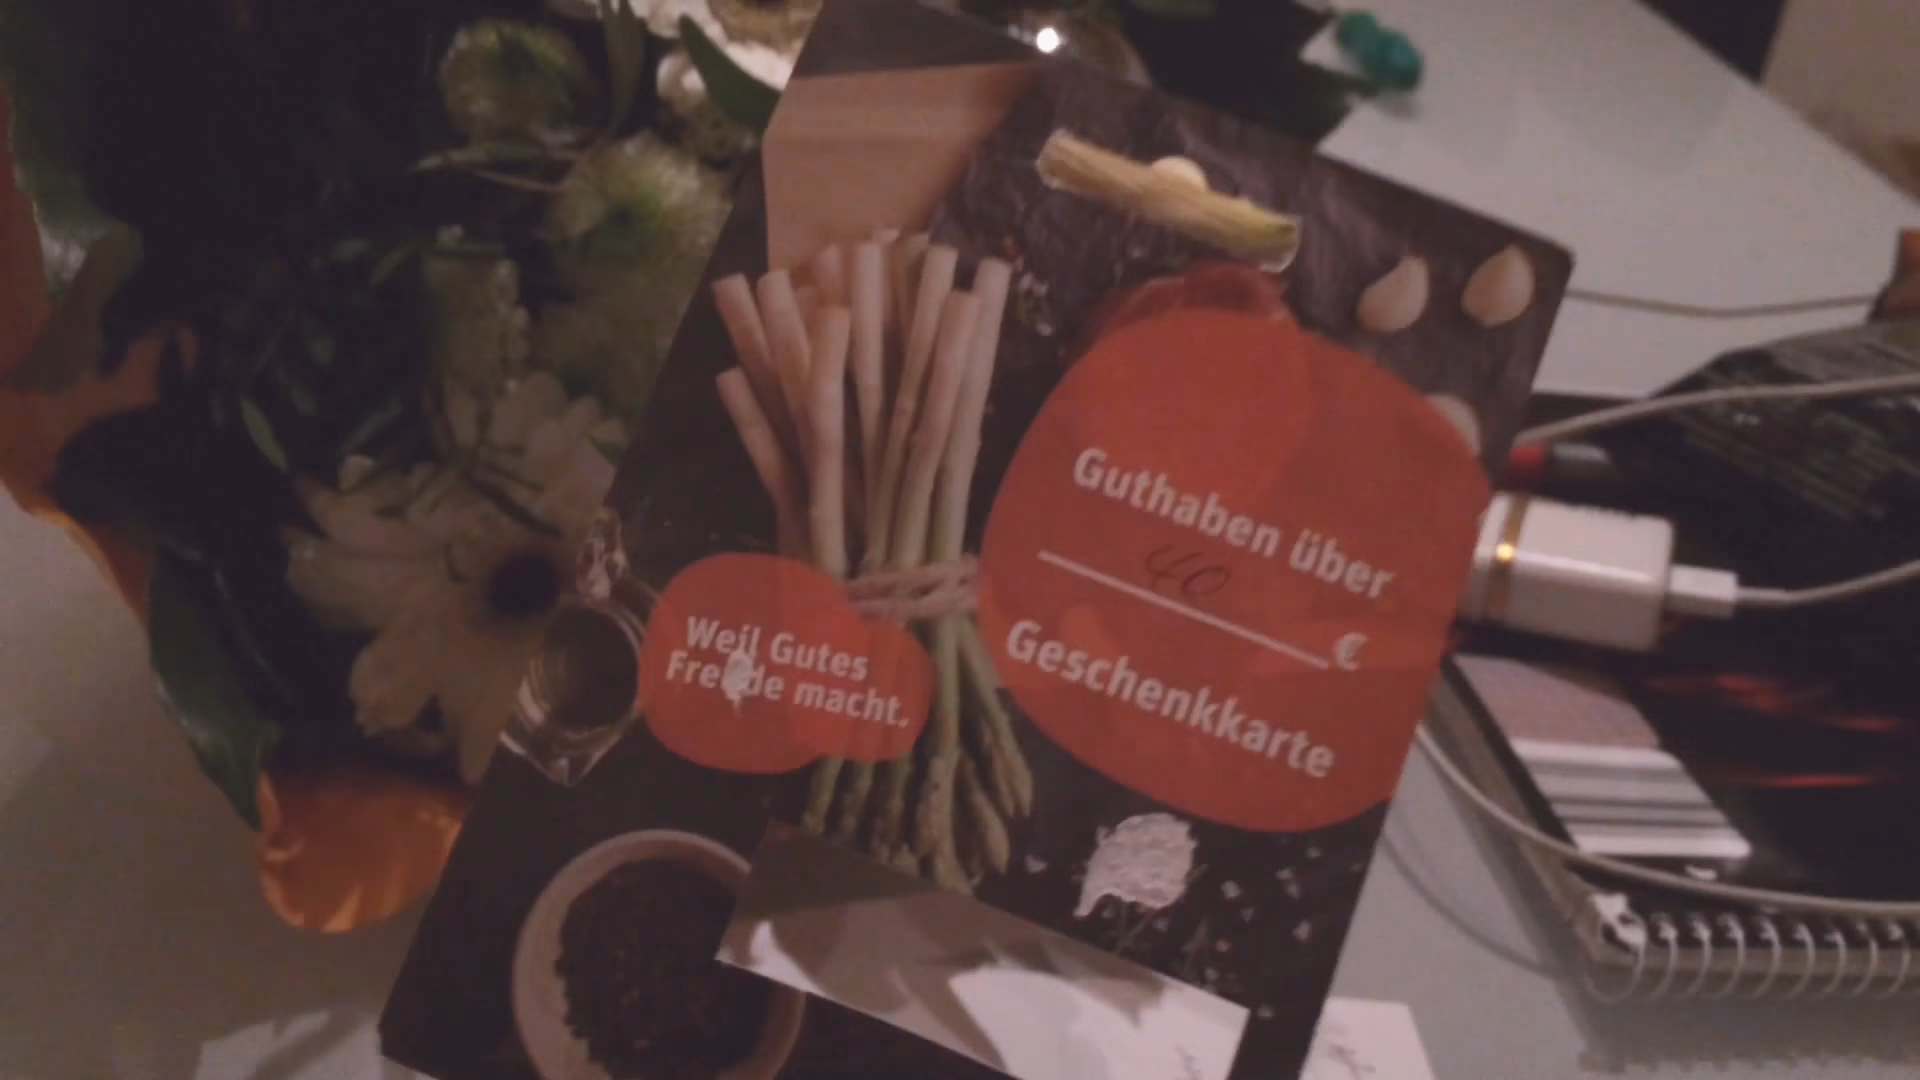 Weil Gutes
Freude macht.
Guthaben über
40 €
Geschenkkarte